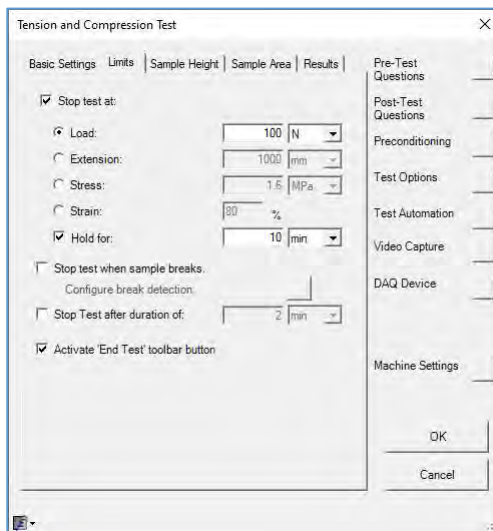 Tension and Compression Test
Basic Settings Limits Sample Height Sample Area Results
Stop test at:
Load: 100 N
Extension: 1000 mm
Stress: 1.6 MPa
Strain: 80 %
Hold for: 10 min
Stop test when sample breaks.
Configure break detection.
Stop Test after duration of: 2 min
Activate 'End Test' toolbar button
Pre-Test
Questions
Post-Test
Questions
Preconditioning
Test Options
Test Automation
Video Capture
DAQ Device
Machine Settings
OK
Cancel